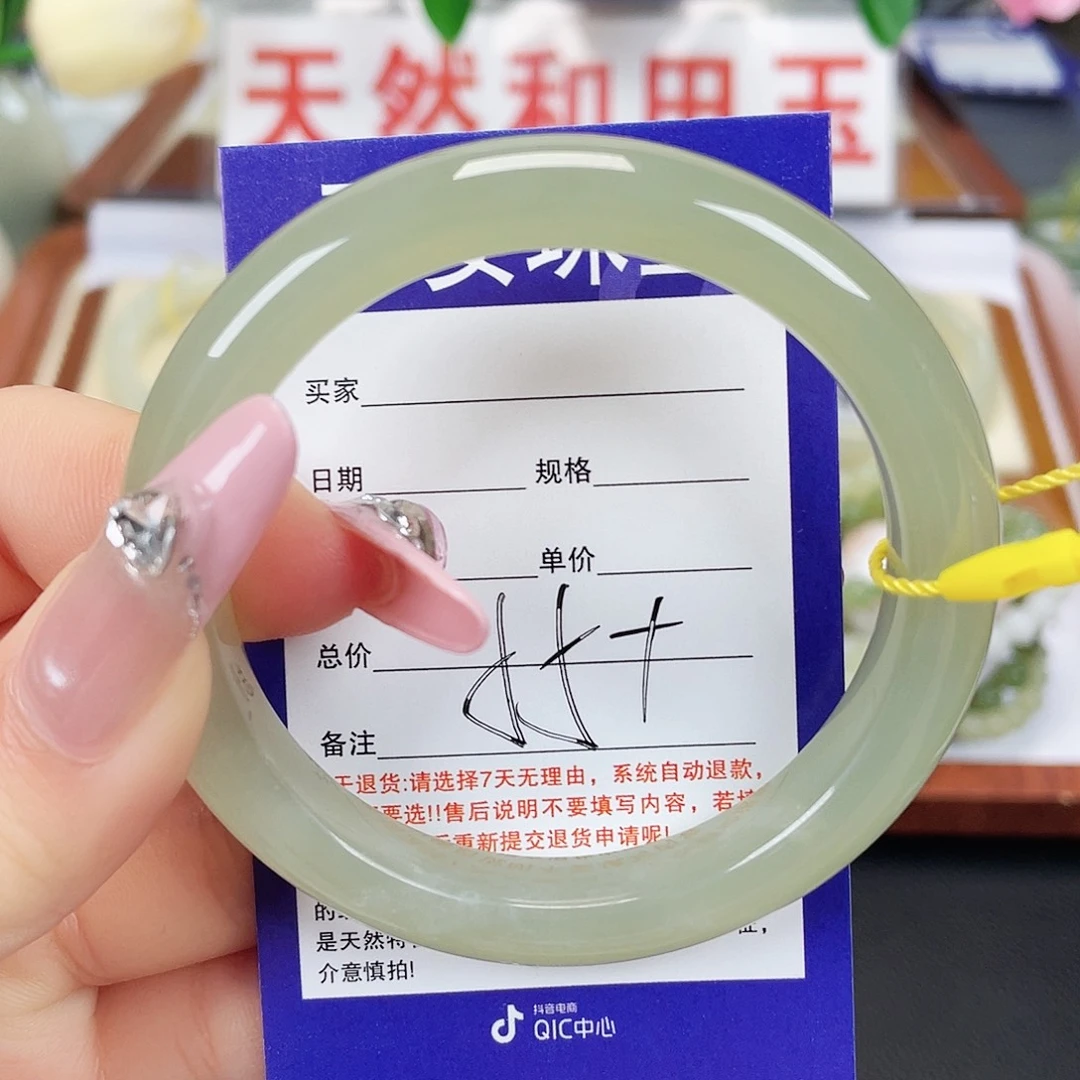 天然和田玉
买家
日期 规格
单价
总价
备注
退货:请选择7天无理由，系统自动退款，
要选!!售后说明不要填写内容，若
重新提交退货申请呢!
的
是天然特
介意慎拍!
抖音电商
QIC中心